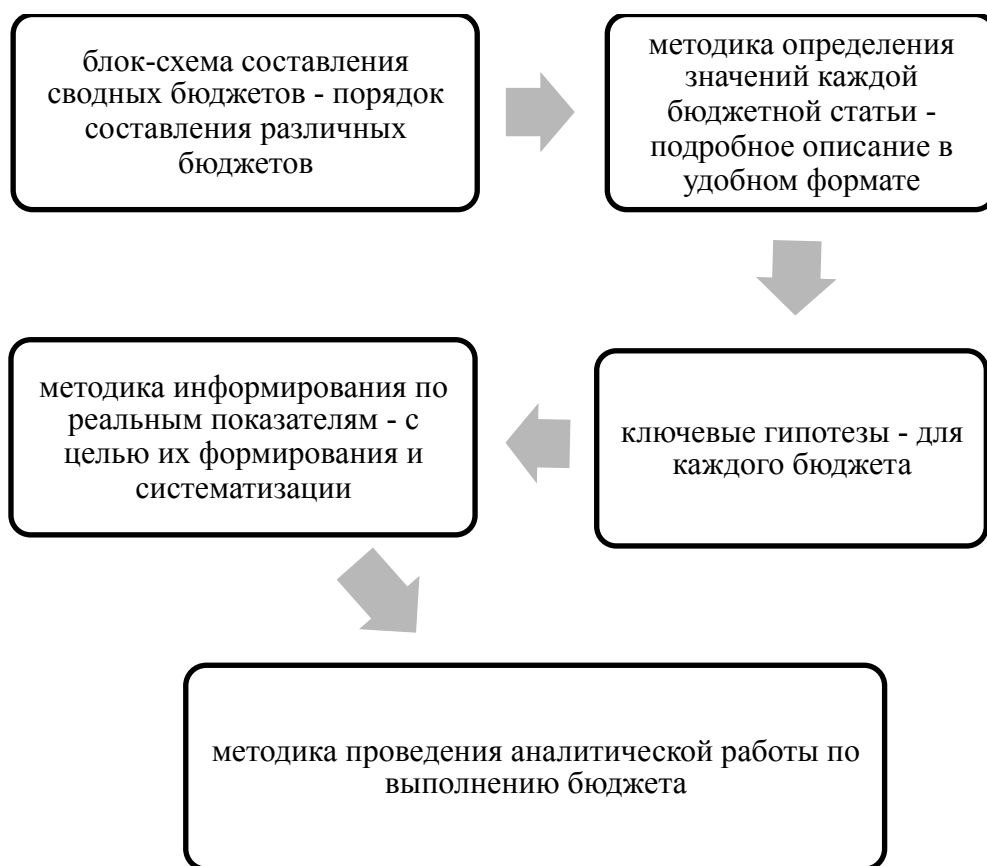 блок-схема составления
сводных бюджетов - порядок
составления различных
бюджетов
методика определения
значений каждой
бюджетной статьи -
подробное описание в
удобном формате
ключевые гипотезы - для
каждого бюджета
методика информирования по
реальным показателям - с
целью их формирования и
систематизации
методика проведения аналитической работы по
выполнению бюджета